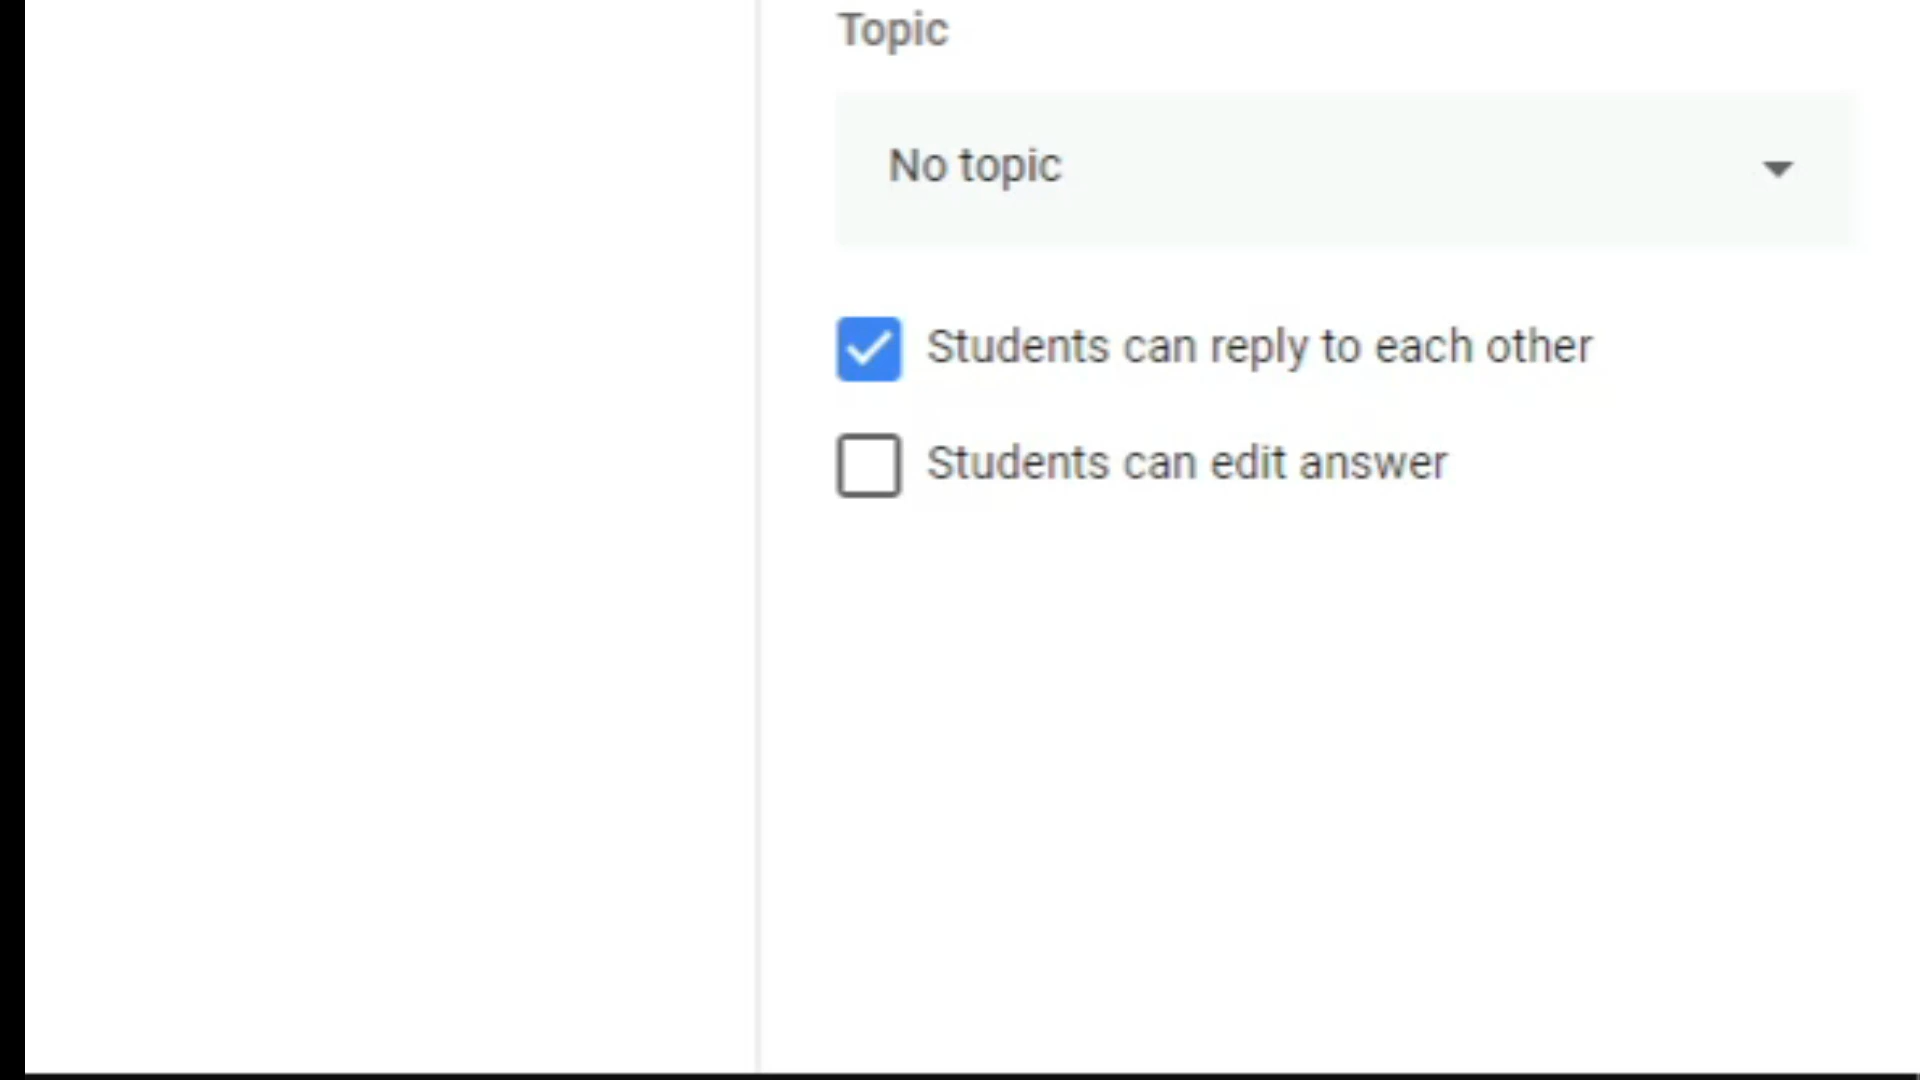 Topic
No topic
Students can reply to each other
Students can edit answer